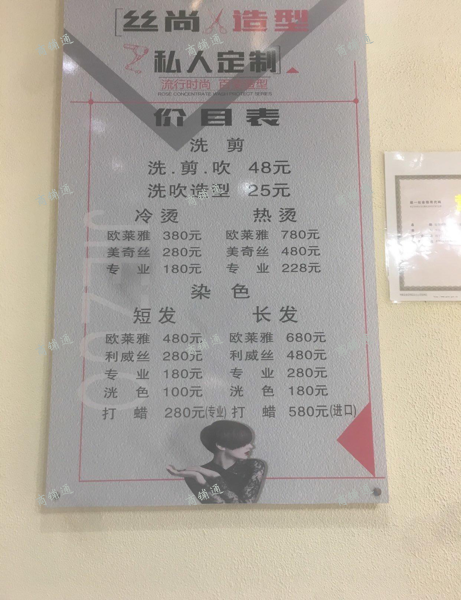 丝尚 造型
私人定制
流行时尚
价目表
洗 剪
洗.剪.吹 48元
洗吹造型 25元
冷烫 热烫
欧莱雅 380元 欧莱雅 780元
美奇丝 280元 美奇丝 480元
专业 180元 专业 228元
染色
短发 长发
欧莱雅 480元 欧莱雅 680元
利威丝 280元 利威丝 480元
专业 180元 专业 280元
洸色 100元 洸色 180元
打蜡 280元(专业) 打蜡 580元(进口)
商铺通